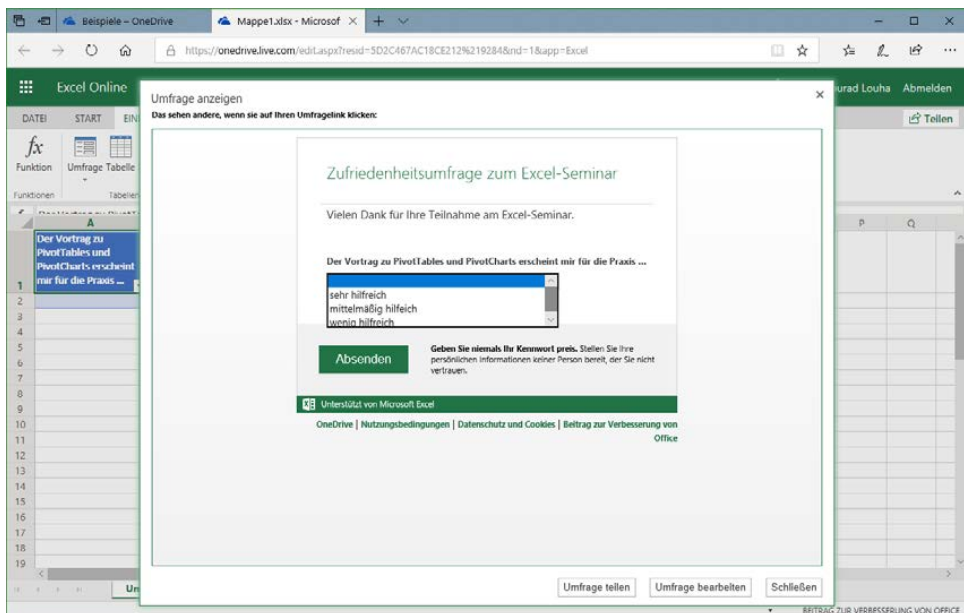 Beispiele – OneDrive
Mappe1.xlsx - Microsof
https://onedrive.live.com/edit.aspx?resid=5D2C467AC18CE212%219284&nd=1&app=Excel
Excel Online
ourad Louha Abmelden
DATEI START EIN
Teilen
fx
Funktion Umfrage Tabelle
Funktionen Tabellen
Umfrage anzeigen
Das sehen andere, wenn sie auf Ihren Umfragelink klicken:
Zufriedenheitsumfrage zum Excel-Seminar
Vielen Dank für Ihre Teilnahme am Excel-Seminar.
Der Vortrag zu PivotTables und PivotCharts erscheint mir für die Praxis ...
sehr hilfreich
mittelmäßig hilfeich
wenig hilfreich
Absenden
Geben Sie niemals Ihr Kennwort preis. Stellen Sie Ihre
persönlichen Informationen keiner Person bereit, der Sie nicht
vertrauen.
Unterstützt von Microsoft Excel
OneDrive | Nutzungsbedingungen | Datenschutz und Cookies | Beitrag zur Verbesserung von
Office
Umfrage teilen Umfrage bearbeiten Schließen
A P Q
Der Vortrag zu
PivotTables und
PivotCharts erscheint
mir für die Praxis ...
1
2
3
4
5
6
7
8
9
10
11
12
13
14
15
16
17
18
19
Un
BEITRAG ZUR VERBESSERUNG VON OFFICE